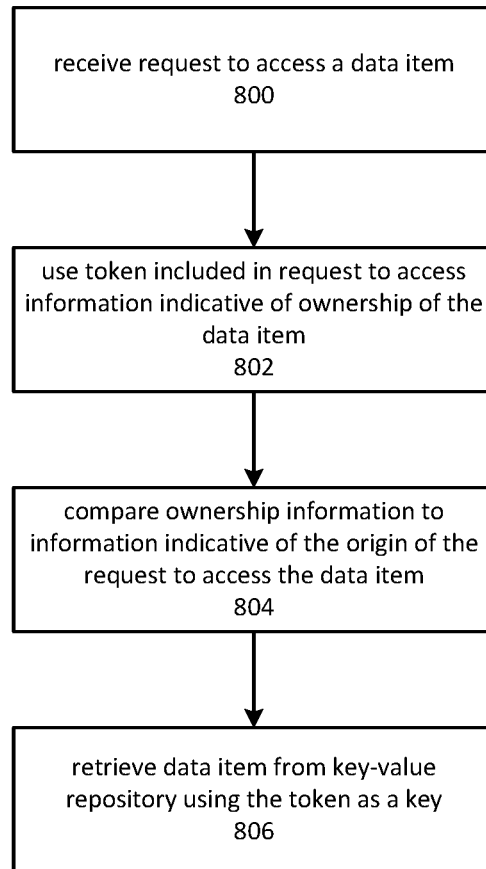 receive request to access a data item
800
use token included in request to access
information indicative of ownership of the
data item
802
compare ownership information to
information indicative of the origin of the
request to access the data item
804
retrieve data item from key-value
repository using the token as a key
806